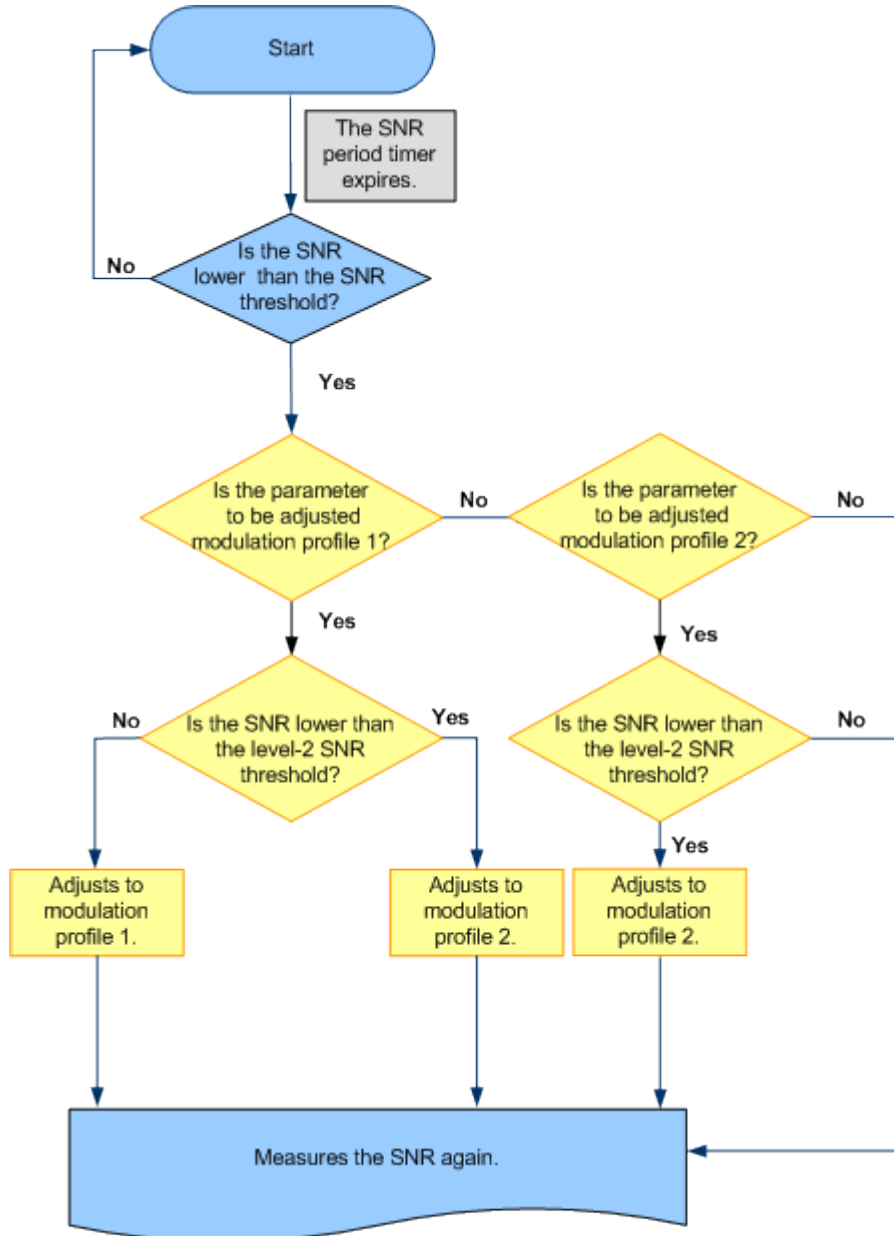 Start
The SNR
period timer
expires.
Is the SNR
lower than the SNR
threshold?
No
Yes
Is the parameter
to be adjusted
modulation profile 1?
No
Is the parameter
to be adjusted
modulation profile 2?
No
Yes
Yes
No
Is the SNR lower than
the level-2 SNR
threshold?
Yes
Is the SNR lower than
the level-2 SNR
threshold?
No
Yes
Adjusts to
modulation
profile 1.
Adjusts to
modulation
profile 2.
Adjusts to
modulation
profile 2.
Measures the SNR again.